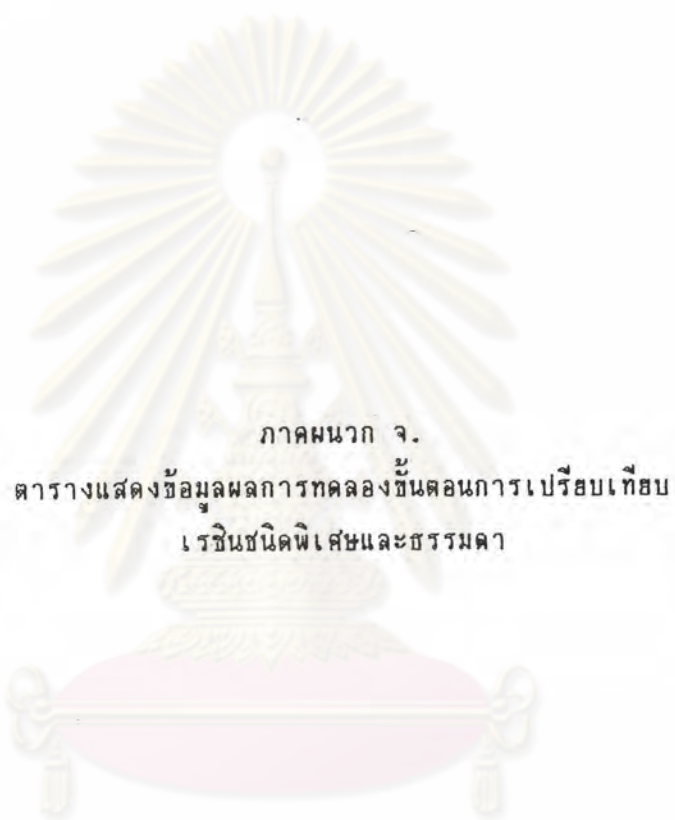 ภาคผนวก จ.
ตารางแสดงข้อมูลผลการทดลองขั้นตอนการเปรียบเทียบ
เรซินชนิดพิเศษและธรรมดา